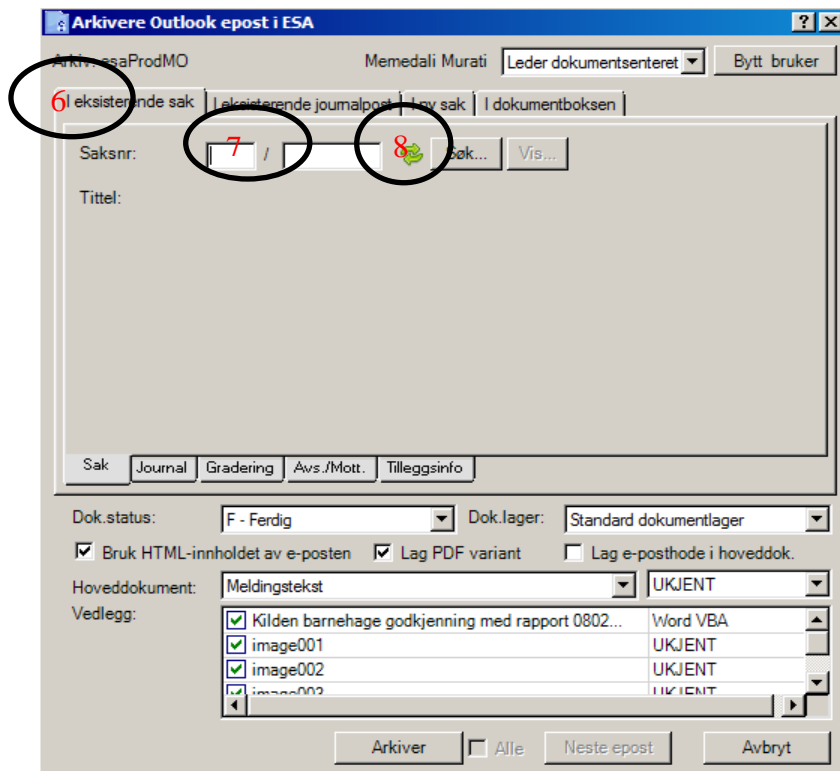 Arkivere Outlook epost i ESA
Arkiv: esaProdMO Memedali Murati Leder dokumentsenteret Bytt bruker
6 I eksisterende sak I eksisterende journalpost I ny sak I dokumentboksen
Saksnr: 7 / 8 Søk... Vis...
Tittel:
Sak Journal Gradering Avs./Mott. Tilleggsinfo
Dok.status: F - Ferdig Dok.lager: Standard dokumentlager
Bruk HTML-innholdet av e-posten Lag PDF variant Lag e-posthode i hoveddok.
Hoveddokument: Meldingstekst UKJENT
Vedlegg: Kilden barnehage godkjenning med rapport 0802... Word VBA
image001 UKJENT
image002 UKJENT
image003 UKJENT
Arkiver Alle Neste epost Avbryt